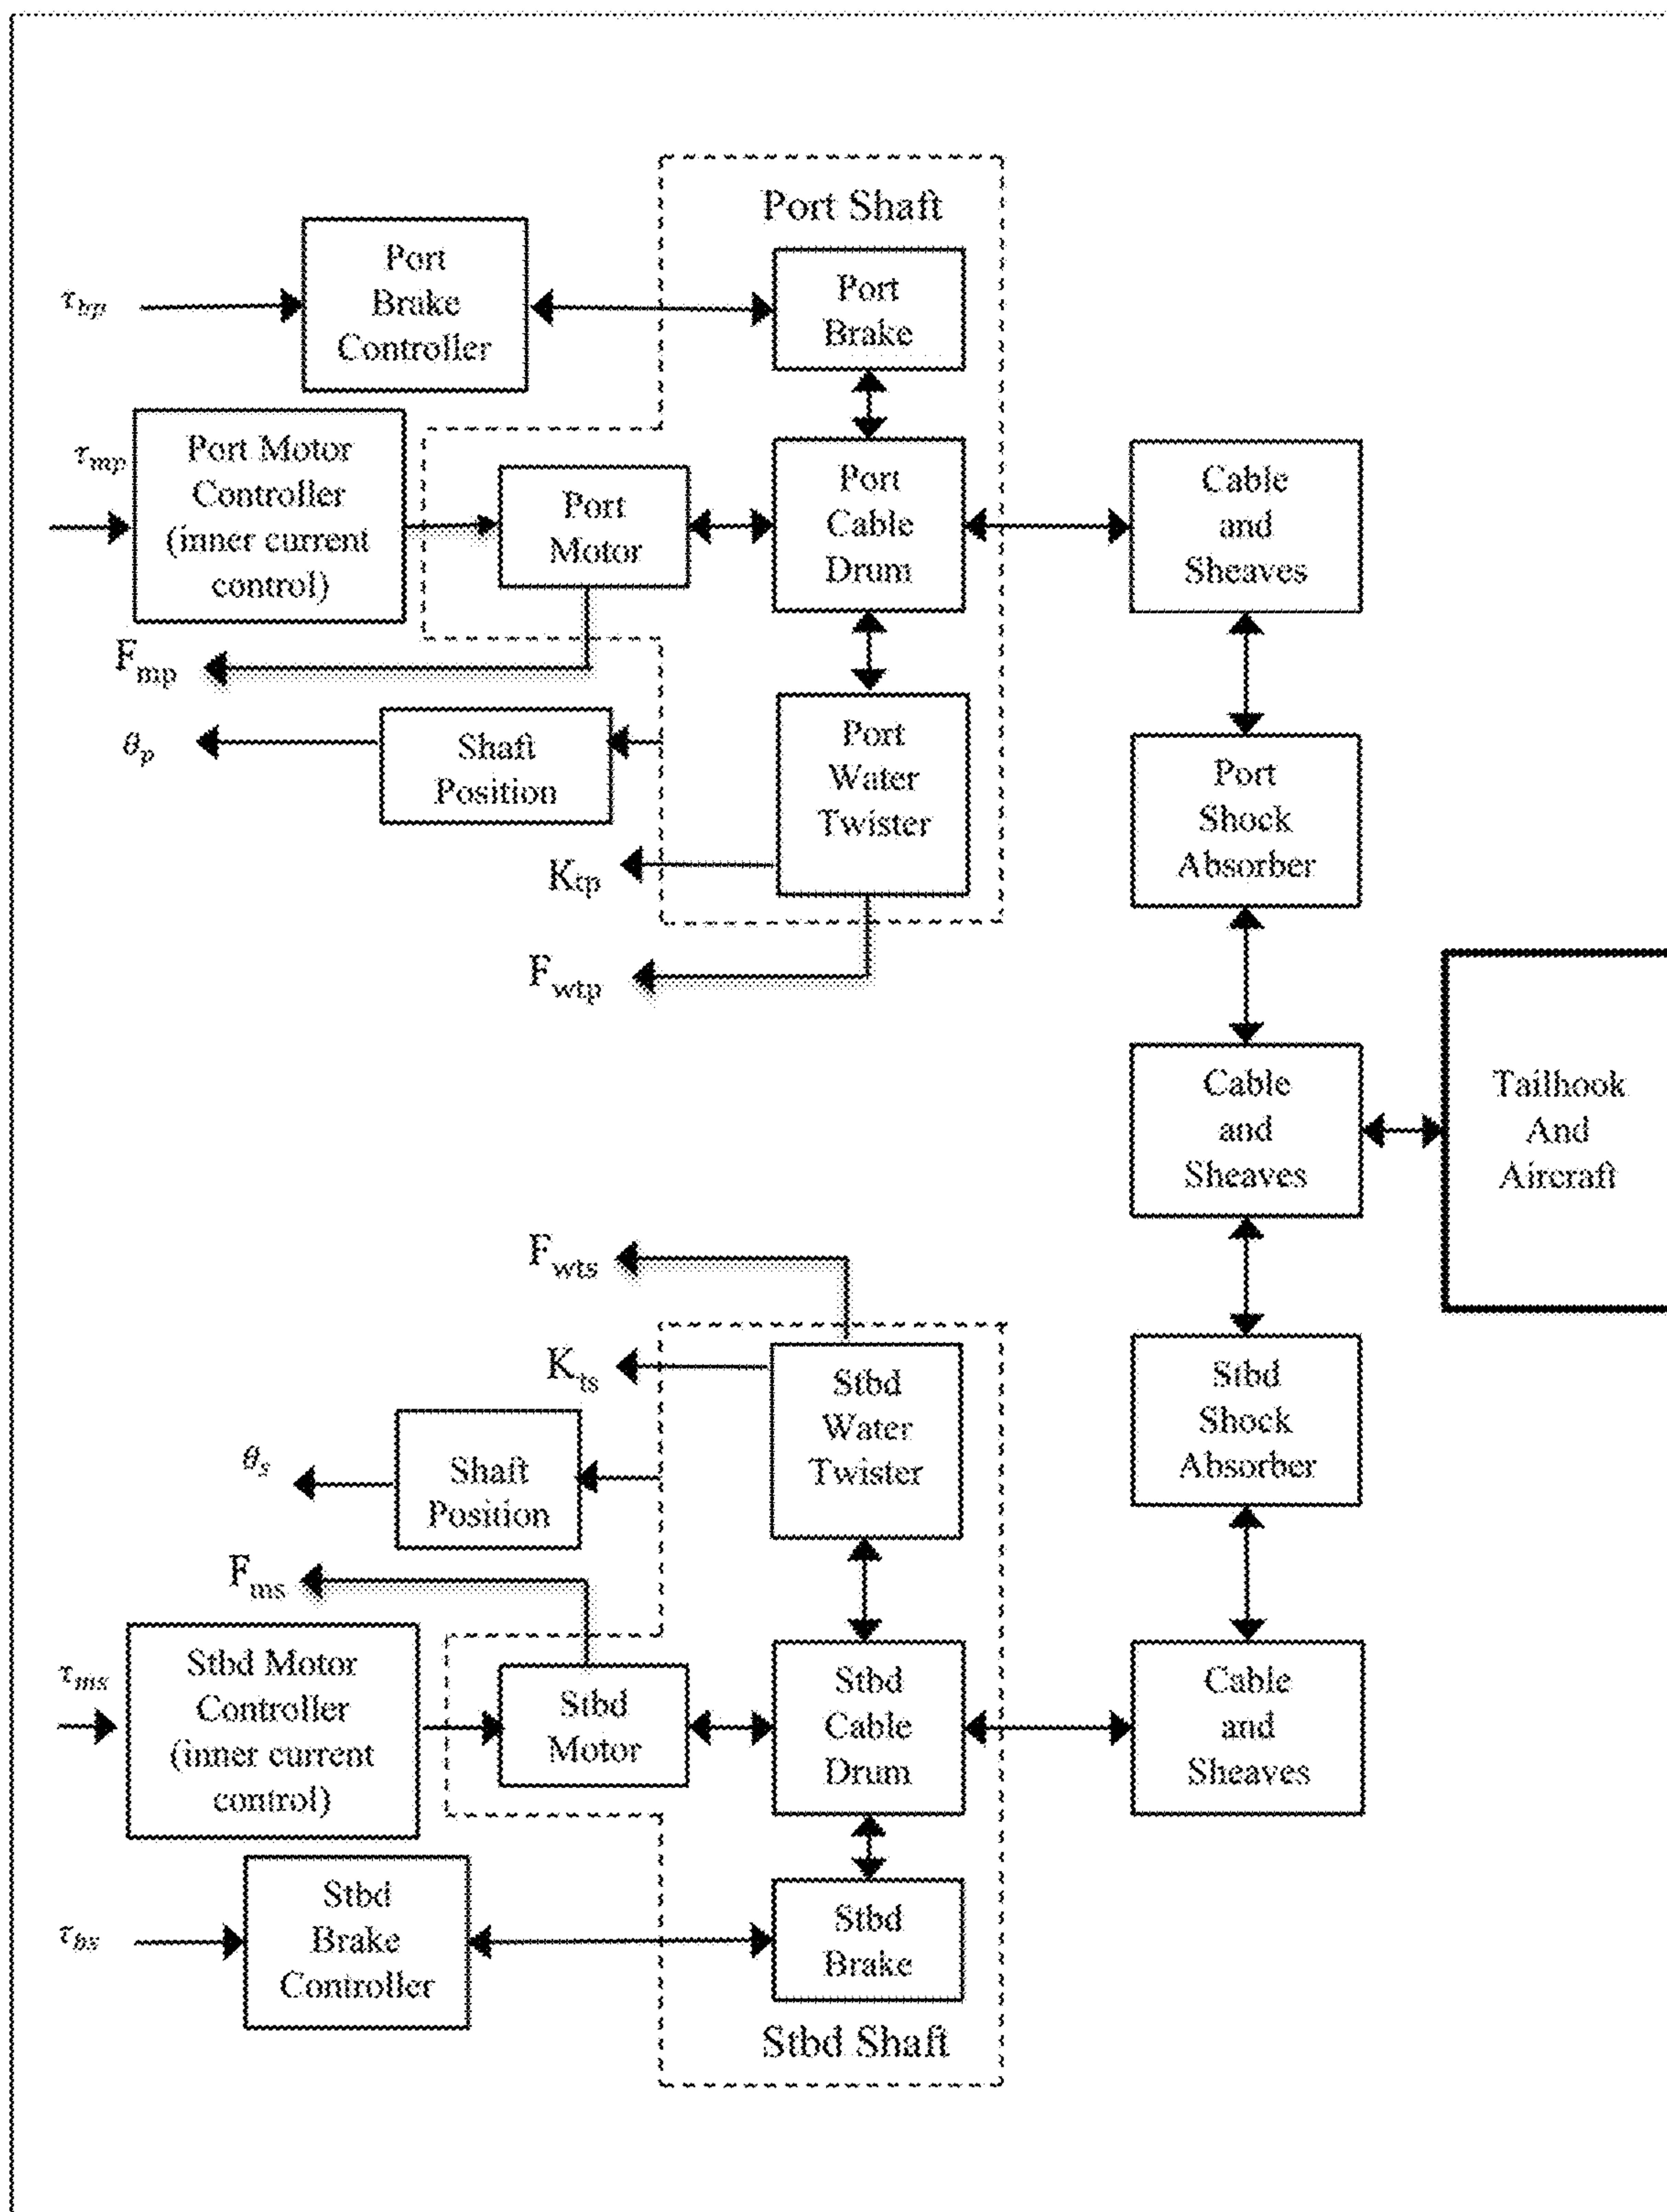 Port Shaft
τbp
Port
Brake
Controller
Port
Brake
τmp
Port Motor
Controller
(inner current
control)
Port
Motor
Port
Cable
Drum
Cable
and
Sheaves
Fmp
θp
Shaft
Position
Port
Water
Twister
Port
Shock
Absorber
Ktp
Fwtp
Cable
and
Sheaves
Tailhook
And
Aircraft
Fwts
Kts
Stbd
Water
Twister
Stbd
Shock
Absorber
θs
Shaft
Position
Fms
τms
Stbd Motor
Controller
(inner current
control)
Stbd
Motor
Stbd
Cable
Drum
Cable
and
Sheaves
τbs
Stbd
Brake
Controller
Stbd
Brake
Stbd Shaft